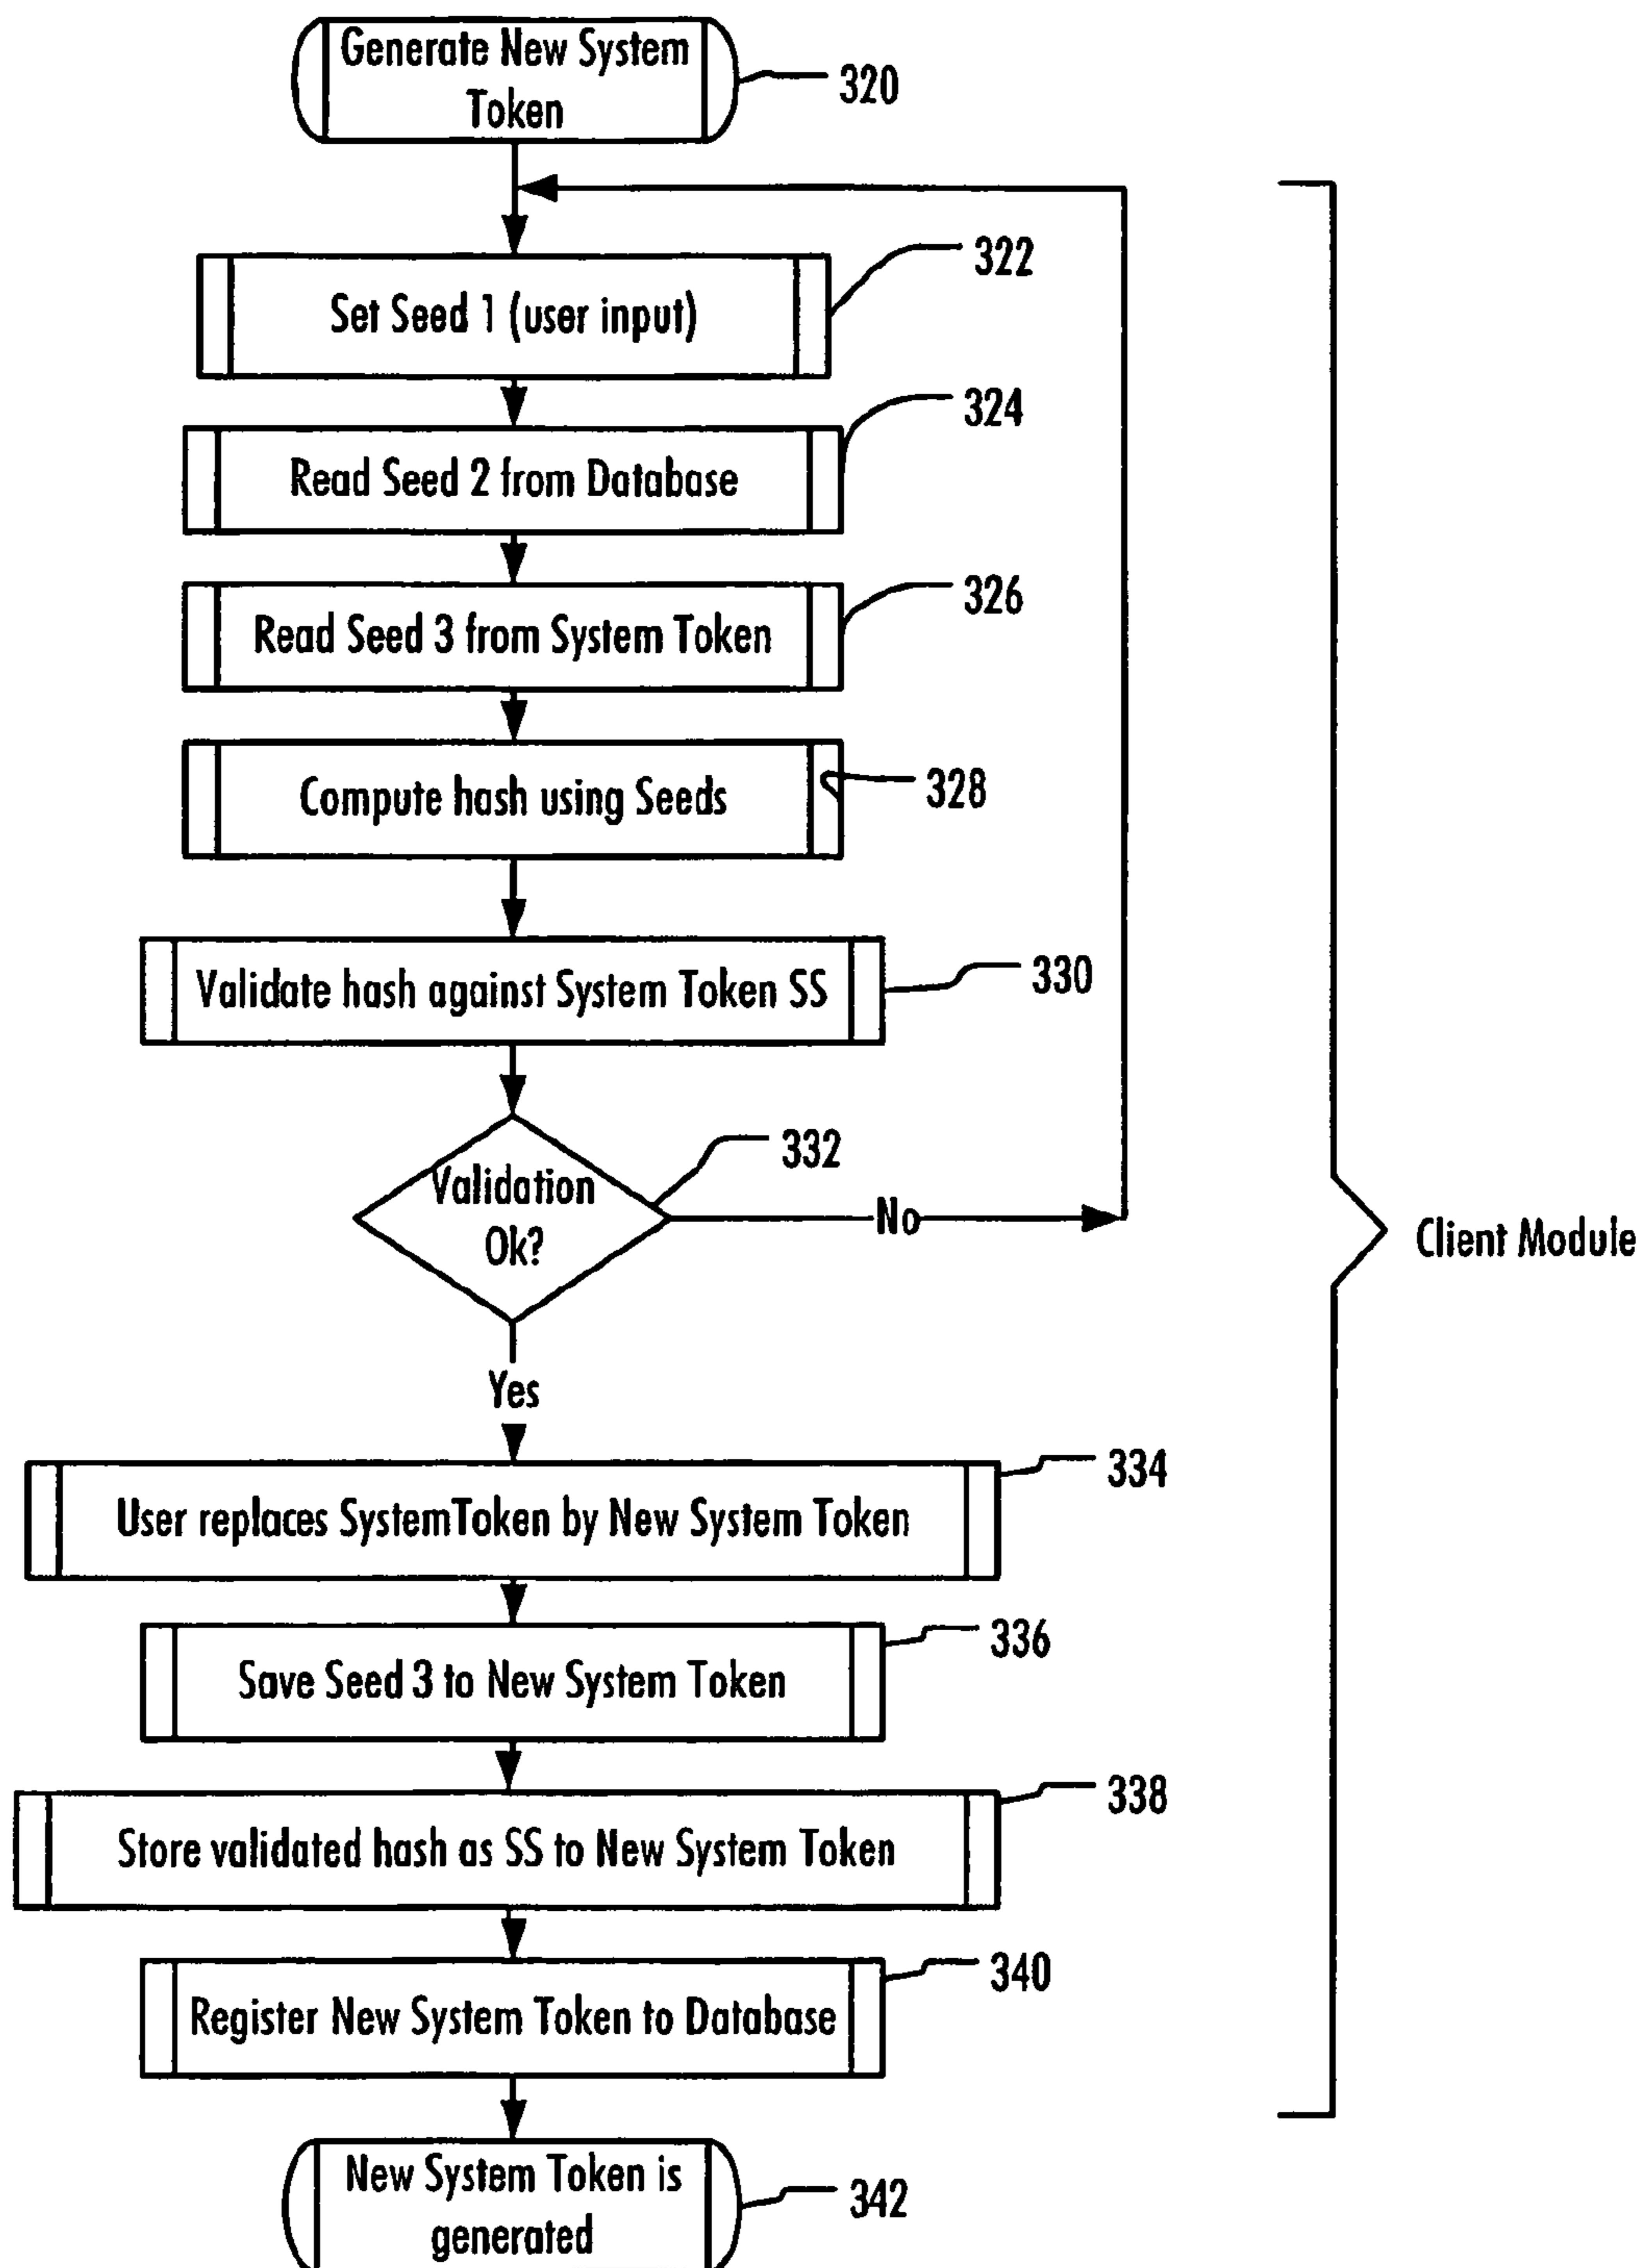 Generate New System
Token
320
322
Set Seed 1 (user input)
324
Read Seed 2 from Database
326
Read Seed 3 from System Token
328
Compute hash using Seeds
330
Validate hash against System Token SS
332
Validation
Ok?
No
Client Module
Yes
334
User replaces SystemToken by New System Token
336
Save Seed 3 to New System Token
338
Store validated hash as SS to New System Token
340
Register New System Token to Database
New System Token is
generated
342